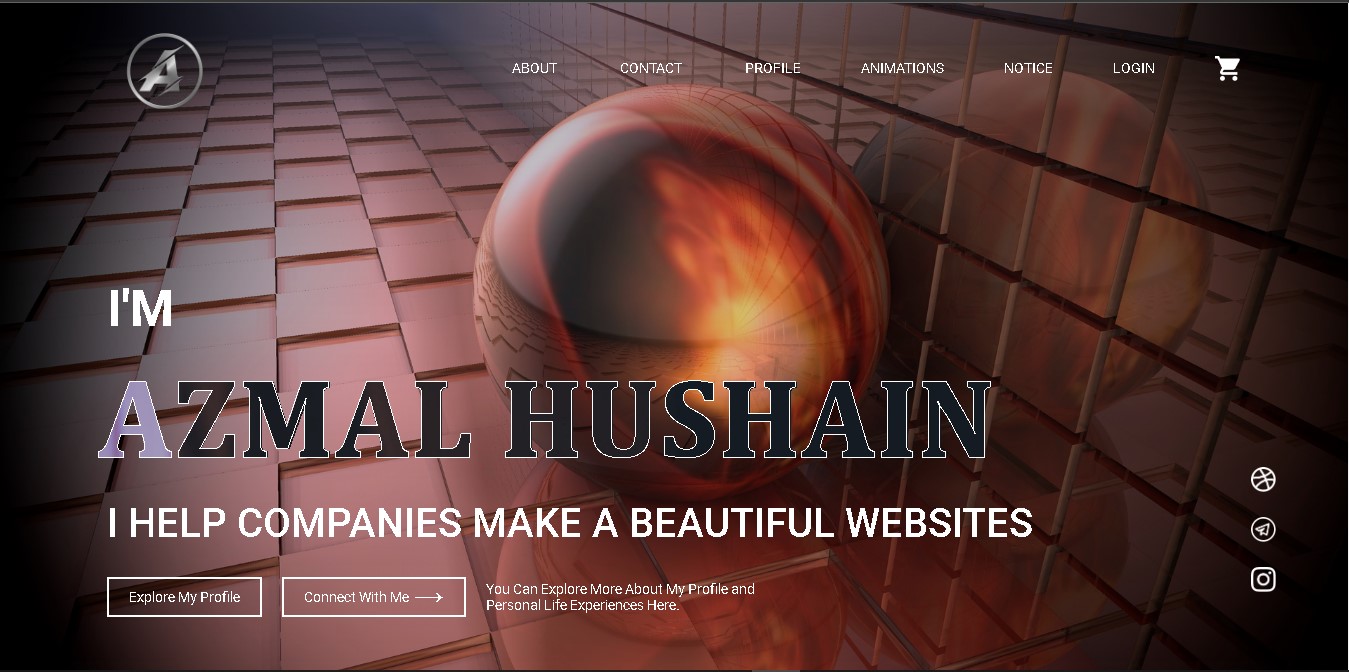 A
ABOUT CONTACT PROFILE ANIMATIONS NOTICE LOGIN
I'M
AZMAL HUSHAIN
I HELP COMPANIES MAKE A BEAUTIFUL WEBSITES
Explore My Profile
Connect With Me
You Can Explore More About My Profile and
Personal Life Experiences Here.